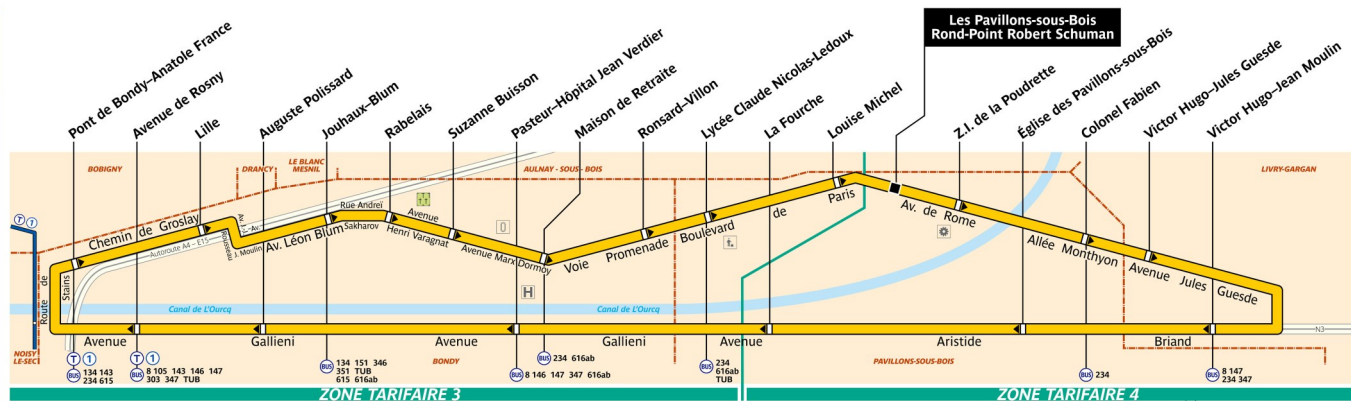 Les Pavillons-sous-Bois
Rond-Point Robert Schuman
Pont de Bondy–Anatole France
Avenue de Rosny
Lille
Auguste Polissard
Jouhaux–Blum
Rabelais
Suzanne Buisson
Pasteur–Hôpital Jean Verdier
Maison de Retraite
Ronsard–Villon
Lycée Claude Nicolas-Ledoux
La Fourche
Louise Michel
Z.I. de la Poudrette
Église des Pavillons-sous-Bois
Colonel Fabien
Victor Hugo–Jules Guesde
Victor Hugo–Jean Moulin
BOBIGNY
DRANCY
LE BLANC
MESNIL
AULNAY - SOUS - BOIS
LIVRY-GARGAN
T 1
Chemin de Groslay
Autoroute A4 – E15
Rousseau
Av.
J. Moulin
Av. Léon Blum
Rue Andreï
Sakharov
Avenue
Henri Varagnat
Avenue Marx Dormoy
Voie Promenade
Boulevard de Paris
Av. de Rome
Allée Monthyon
Avenue Jules Guesde
Route de Stains
H
Canal de L'Ourcq
Canal de L'Ourcq
Avenue Gallieni
Avenue Gallieni
Avenue Aristide Briand
N3
NOISY
LE-SEC
BONDY
PAVILLONS-SOUS-BOIS
T 1
BUS 134 143
234 615
T 1
BUS 8 105 143 146 147
303 347 TUB
BUS 134 151 346
351 TUB
615 616ab
BUS 8 146 147 347 616ab
BUS 234 616ab
BUS 234
616ab
TUB
BUS 234
BUS 8 147
234 347
ZONE TARIFAIRE 3
ZONE TARIFAIRE 4